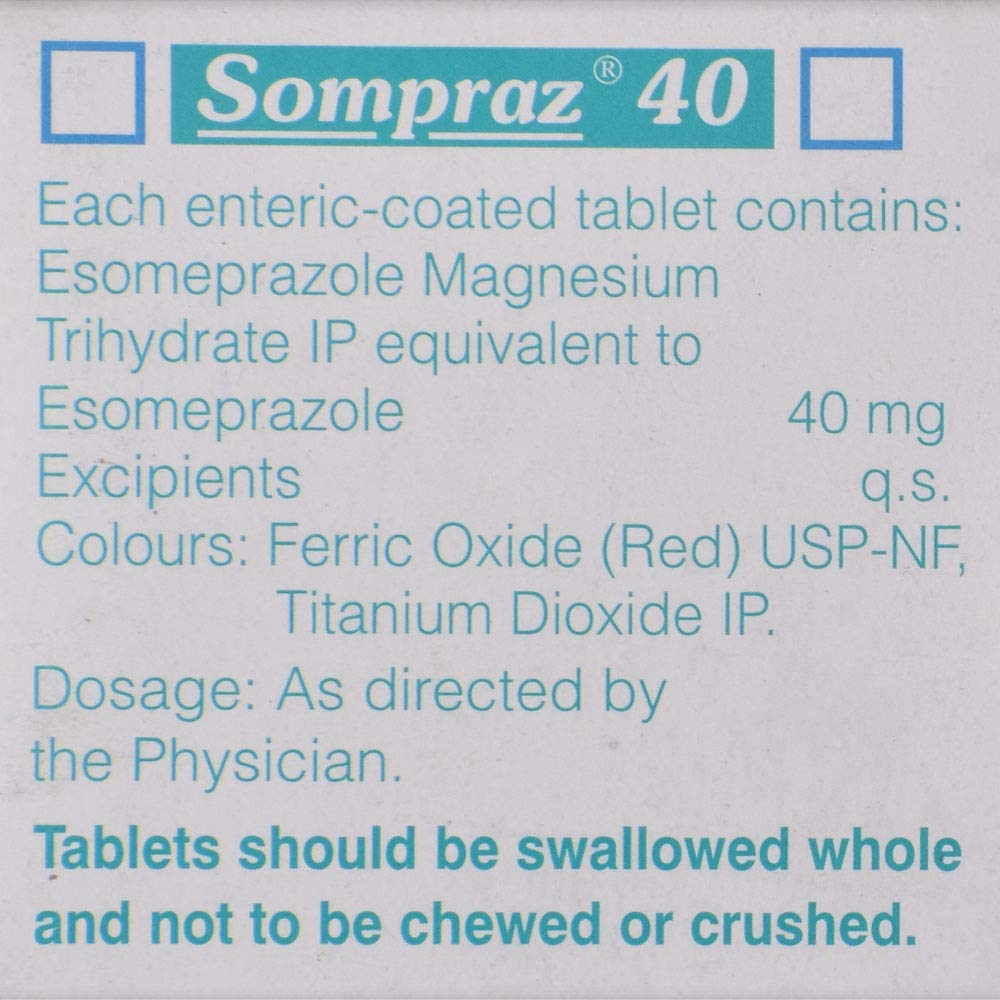 Sompraz® 40
Each enteric-coated tablet contains:
Esomeprazole Magnesium
Trihydrate IP equivalent to
Esomeprazole 40 mg
Excipients q.s.
Colours: Ferric Oxide (Red) USP-NF,
Titanium Dioxide IP.
Dosage: As directed by
the Physician.
Tablets should be swallowed whole
and not to be chewed or crushed.